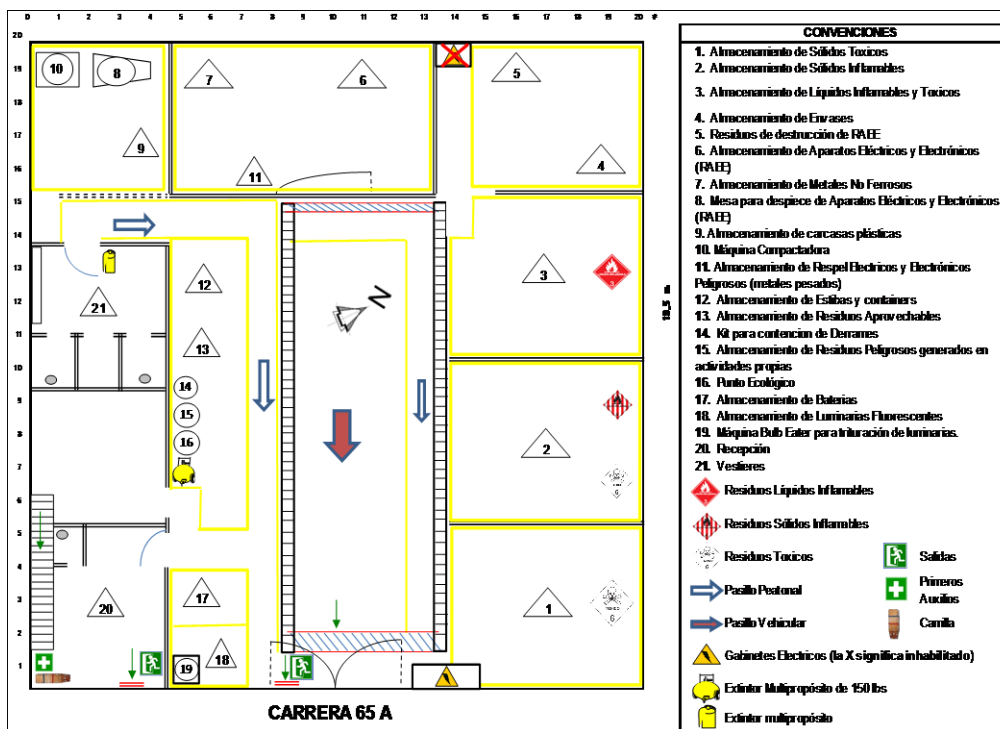 0 1 2 3 4 5 6 7 8 9 10 11 12 13 14 15 16 17 18 19 20
20
19
18
17
16
15
14
13
12
11
10
9
8
7
6
5
4
3
2
1
10
8
9
7
6
11
5
4
12
13
14
15
16
21
N
3
2
1
17
18
19
20
18,5 m
CARRERA 65 A
CONVENCIONES
1. Almacenamiento de Sólidos Toxicos
2. Almacenamiento de Sólidos Inflamables
3. Almacenamiento de Líquidos Inflamables y Toxicos
4. Almacenamiento de Envases
5. Residuos de destrucción de RAEE
6. Almacenamiento de Aparatos Eléctricos y Electrónicos
(RAEE)
7. Almacenamiento de Metales No Ferrosos
8. Mesa para despiece de Aparatos Eléctricos y Electrónicos
(RAEE)
9. Almacenamiento de carcasas plásticas
10. Máquina Compactadora
11. Almacenamiento de Respel Electricos y Electrónicos
Peligrosos (metales pesados)
12. Almacenamiento de Estibas y containers
13. Almacenamiento de Residuos Aprovechables
14. Kit para contencion de Derrames
15. Almacenamiento de Residuos Peligrosos generados en
actividades propias
16. Punto Ecológico
17. Almacenamiento de Baterias
18. Almacenamiento de Luminarias Fluorescentes
19. Máquina Bulb Eater para trituración de luminarias.
20. Recepción
21. Vestieres
Residuos Líquidos Inflamables
Residuos Sólidos Inflamables
Residuos Toxicos
Salidas
Pasillo Peatonal
Primeros
Auxilios
Pasillo Vehicular
Camilla
Gabinetes Electricos (la X significa inhabilitado)
Extintor Multipropósito de 150 lbs
Extintor multipropósito